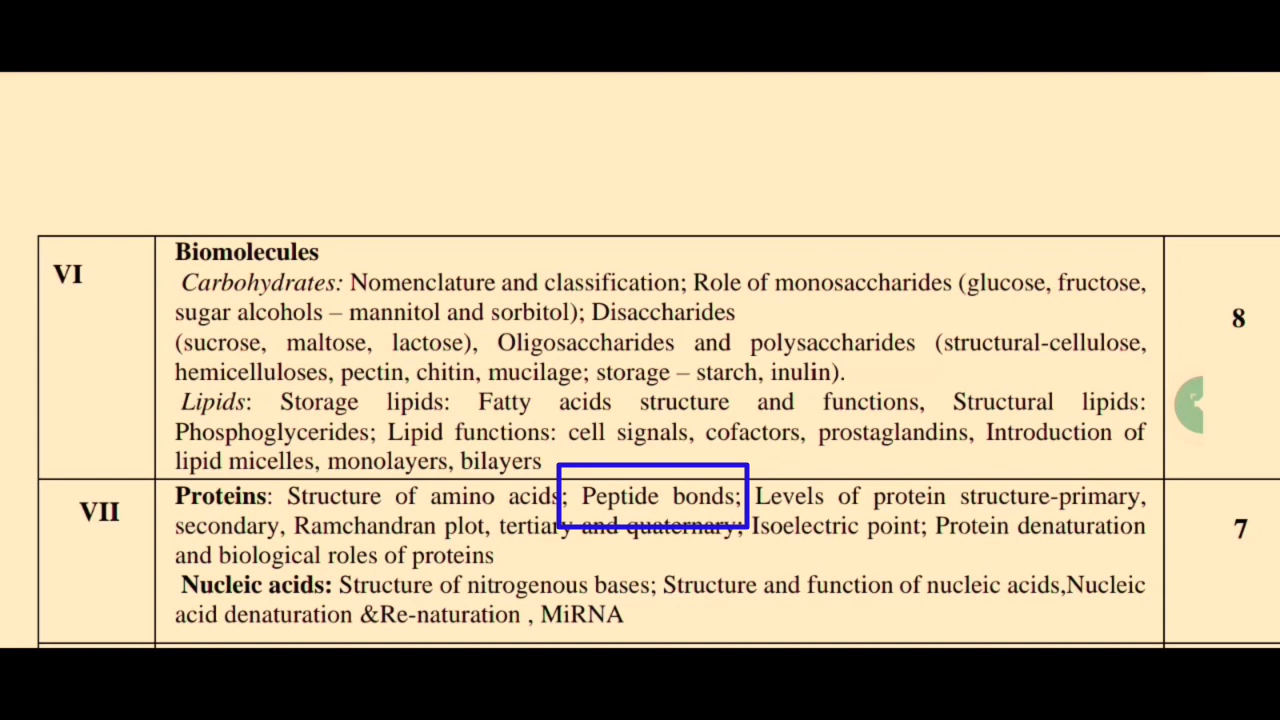 VI
Biomolecules
Carbohydrates: Nomenclature and classification; Role of monosaccharides (glucose, fructose,
sugar alcohols – mannitol and sorbitol); Disaccharides
(sucrose, maltose, lactose), Oligosaccharides and polysaccharides (structural-cellulose,
hemicelluloses, pectin, chitin, mucilage; storage – starch, inulin).
Lipids: Storage lipids: Fatty acids structure and functions, Structural lipids:
Phosphoglycerides; Lipid functions: cell signals, cofactors, prostaglandins, Introduction of
lipid micelles, monolayers, bilayers
8
VII
Proteins: Structure of amino acids; Peptide bonds; Levels of protein structure-primary,
secondary, Ramchandran plot, tertiary and quaternary; Isoelectric point; Protein denaturation
and biological roles of proteins
Nucleic acids: Structure of nitrogenous bases; Structure and function of nucleic acids,Nucleic
acid denaturation &Re-naturation , MiRNA
7